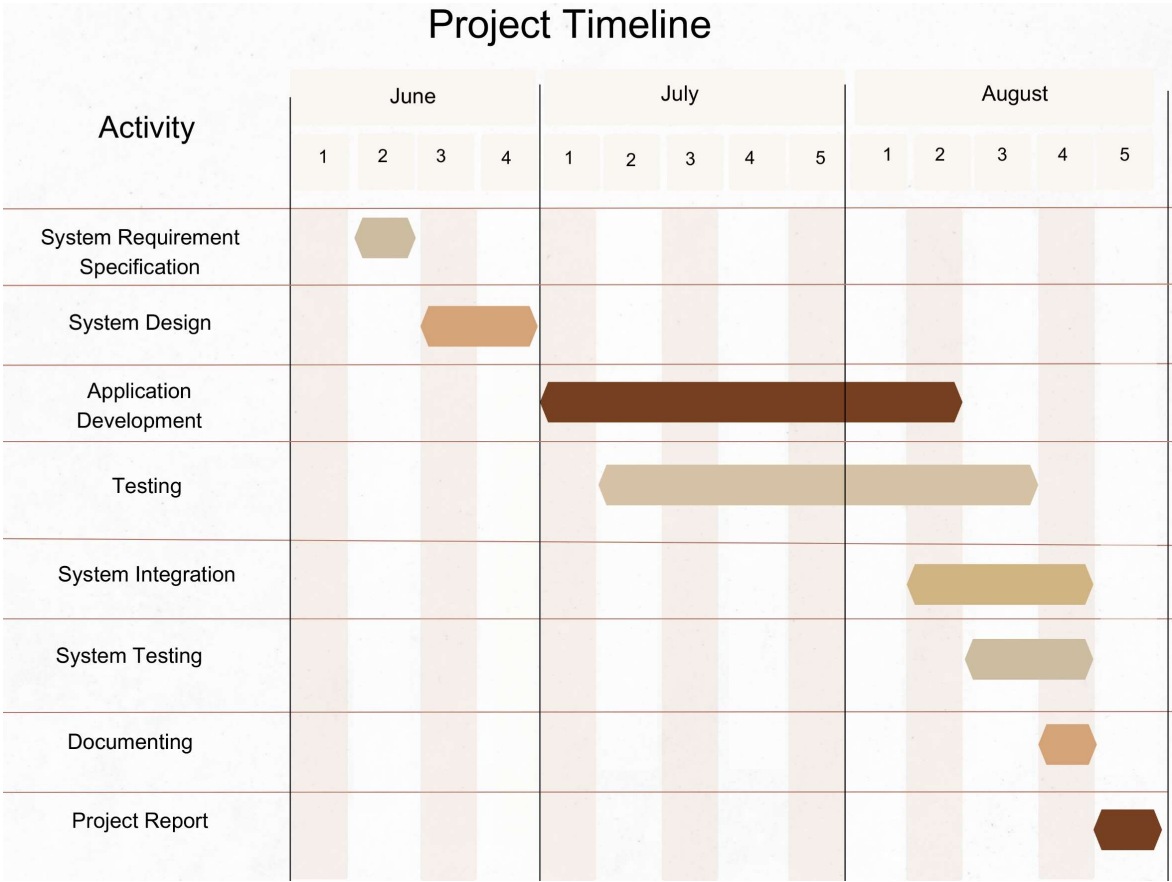 Project Timeline
Activity
June
July
August
1 2 3 4 1 2 3 4 5 1 2 3 4 5
System Requirement
Specification
System Design
Application
Development
Testing
System Integration
System Testing
Documenting
Project Report